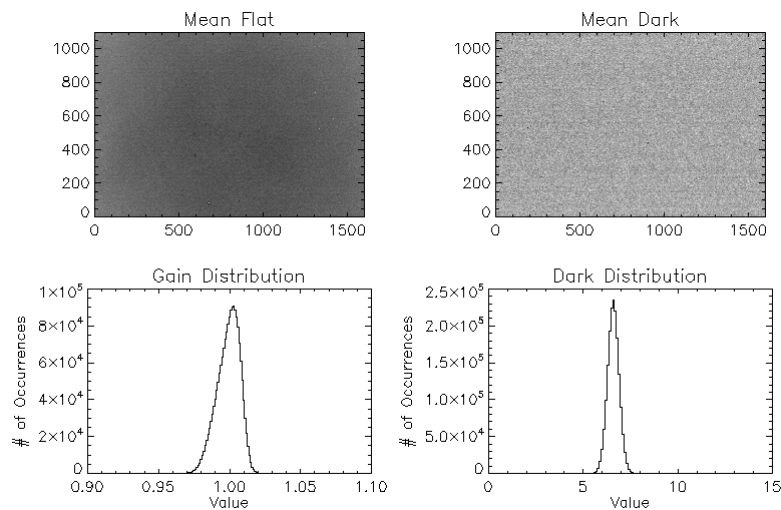 Mean Flat
1000
800
600
400
200
0
0 500 1000 1500
Mean Dark
1000
800
600
400
200
0
0 500 1000 1500
Gain Distribution
# of Occurrences
1×10⁵
8×10⁴
6×10⁴
4×10⁴
2×10⁴
0
0.90 0.95 1.00 1.05 1.10
Value
Dark Distribution
# of Occurrences
2.5×10⁵
2.0×10⁵
1.5×10⁵
1.0×10⁵
5.0×10⁴
0
0 5 10 15
Value